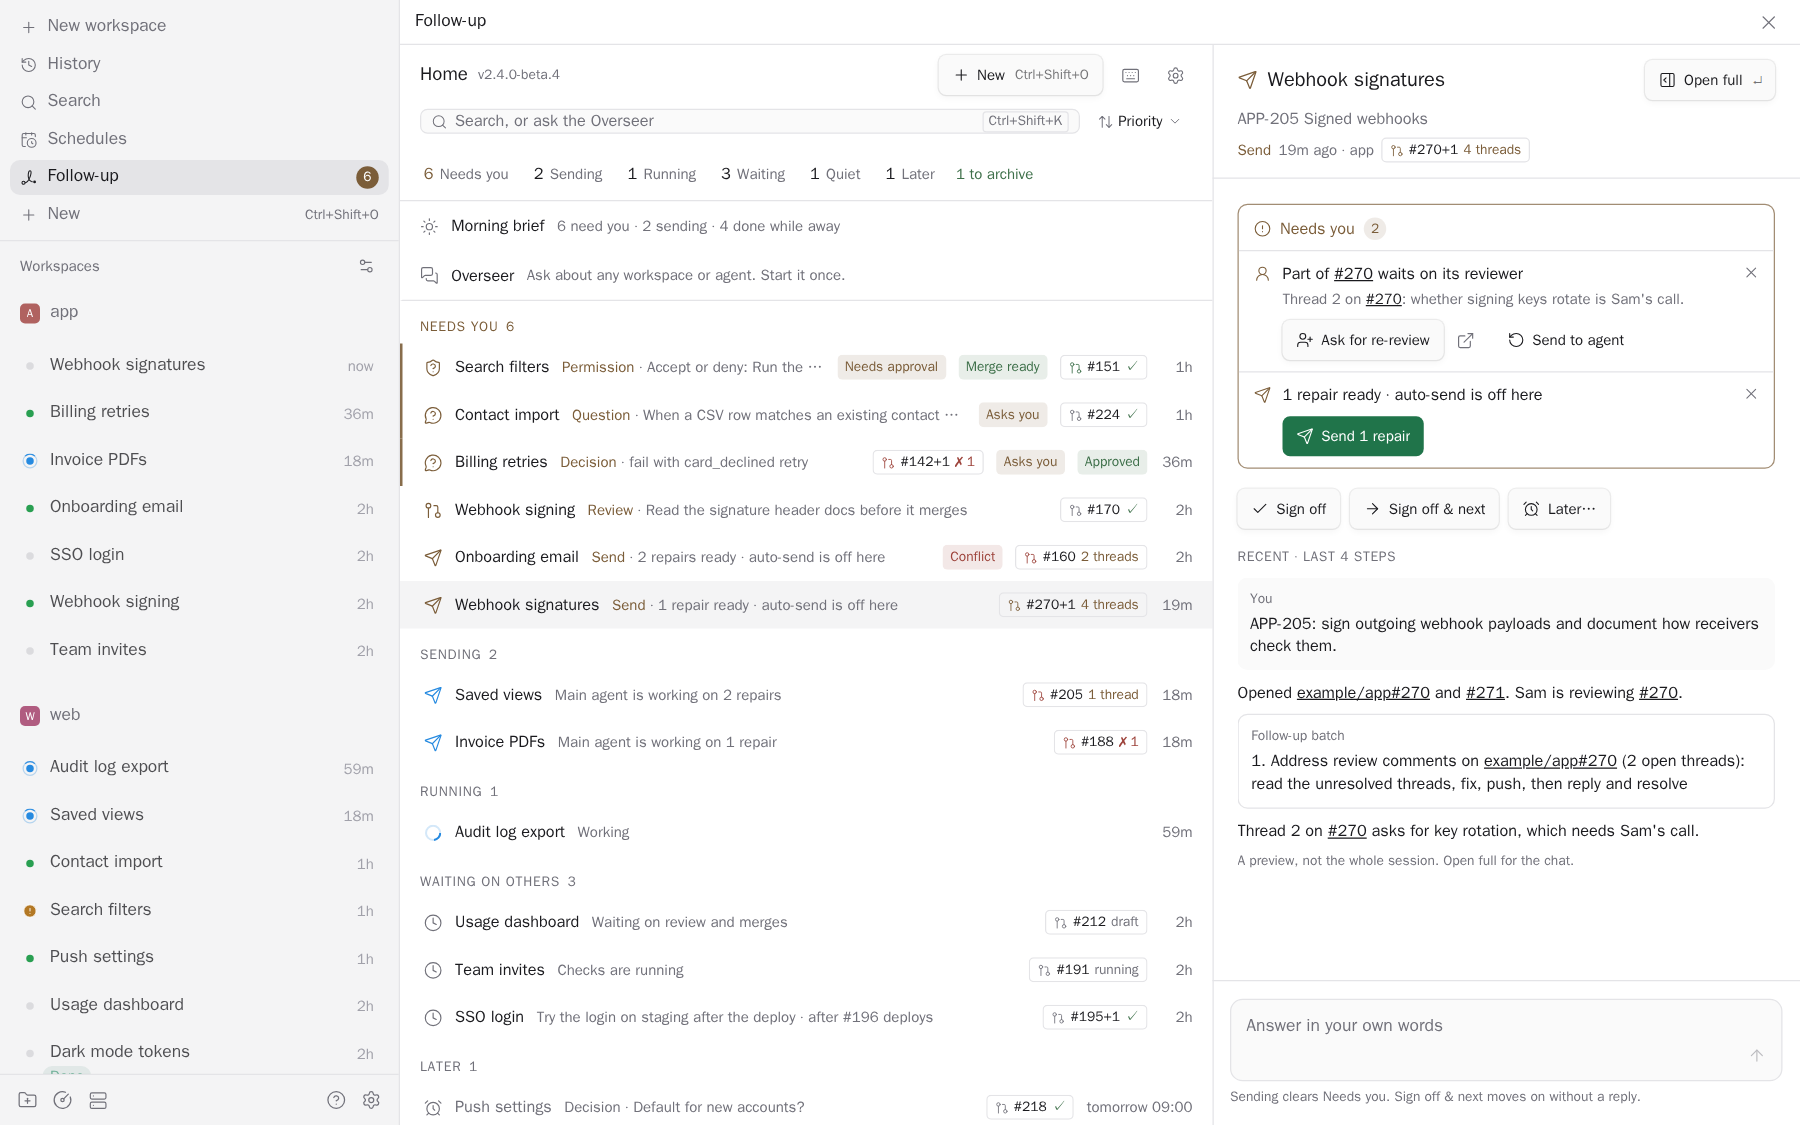 New workspace
History
Search
Schedules
Follow-up 6
New Ctrl+Shift+O
Workspaces
A app
Webhook signatures now
Billing retries 36m
Invoice PDFs 18m
Onboarding email 2h
SSO login 2h
Webhook signing 2h
Team invites 2h
W web
Audit log export 59m
Saved views 18m
Contact import 1h
Search filters 1h
Push settings 1h
Usage dashboard 2h
Dark mode tokens 2h
Follow-up
Home v2.4.0-beta.4 New Ctrl+Shift+O
Search, or ask the Overseer Ctrl+Shift+K Priority
6 Needs you 2 Sending 1 Running 3 Waiting 1 Quiet 1 Later 1 to archive
Morning brief 6 need you · 2 sending · 4 done while away
Overseer Ask about any workspace or agent. Start it once.
NEEDS YOU 6
Search filters Permission · Accept or deny: Run the ··· Needs approval Merge ready #151 ✓ 1h
Contact import Question · When a CSV row matches an existing contact ··· Asks you #224 ✓ 1h
Billing retries Decision · fail with card_declined retry #142+1 ✗ 1 Asks you Approved 36m
Webhook signing Review · Read the signature header docs before it merges #170 ✓ 2h
Onboarding email Send · 2 repairs ready · auto-send is off here Conflict #160 2 threads 2h
Webhook signatures Send · 1 repair ready · auto-send is off here #270+1 4 threads 19m
SENDING 2
Saved views Main agent is working on 2 repairs #205 1 thread 18m
Invoice PDFs Main agent is working on 1 repair #188 ✗ 1 18m
RUNNING 1
Audit log export Working 59m
WAITING ON OTHERS 3
Usage dashboard Waiting on review and merges #212 draft 2h
Team invites Checks are running #191 running 2h
SSO login Try the login on staging after the deploy · after #196 deploys #195+1 ✓ 2h
LATER 1
Push settings Decision · Default for new accounts? #218 ✓ tomorrow 09:00
Webhook signatures Open full
APP-205 Signed webhooks
Send 19m ago · app #270+1 4 threads
Needs you 2
Part of #270 waits on its reviewer
Thread 2 on #270: whether signing keys rotate is Sam's call.
Ask for re-review Send to agent
1 repair ready · auto-send is off here
Send 1 repair
Sign off Sign off & next Later···
RECENT · LAST 4 STEPS
You
APP-205: sign outgoing webhook payloads and document how receivers
check them.
Opened example/app#270 and #271. Sam is reviewing #270.
Follow-up batch
1. Address review comments on example/app#270 (2 open threads):
read the unresolved threads, fix, push, then reply and resolve
Thread 2 on #270 asks for key rotation, which needs Sam's call.
A preview, not the whole session. Open full for the chat.
Answer in your own words
Sending clears Needs you. Sign off & next moves on without a reply.